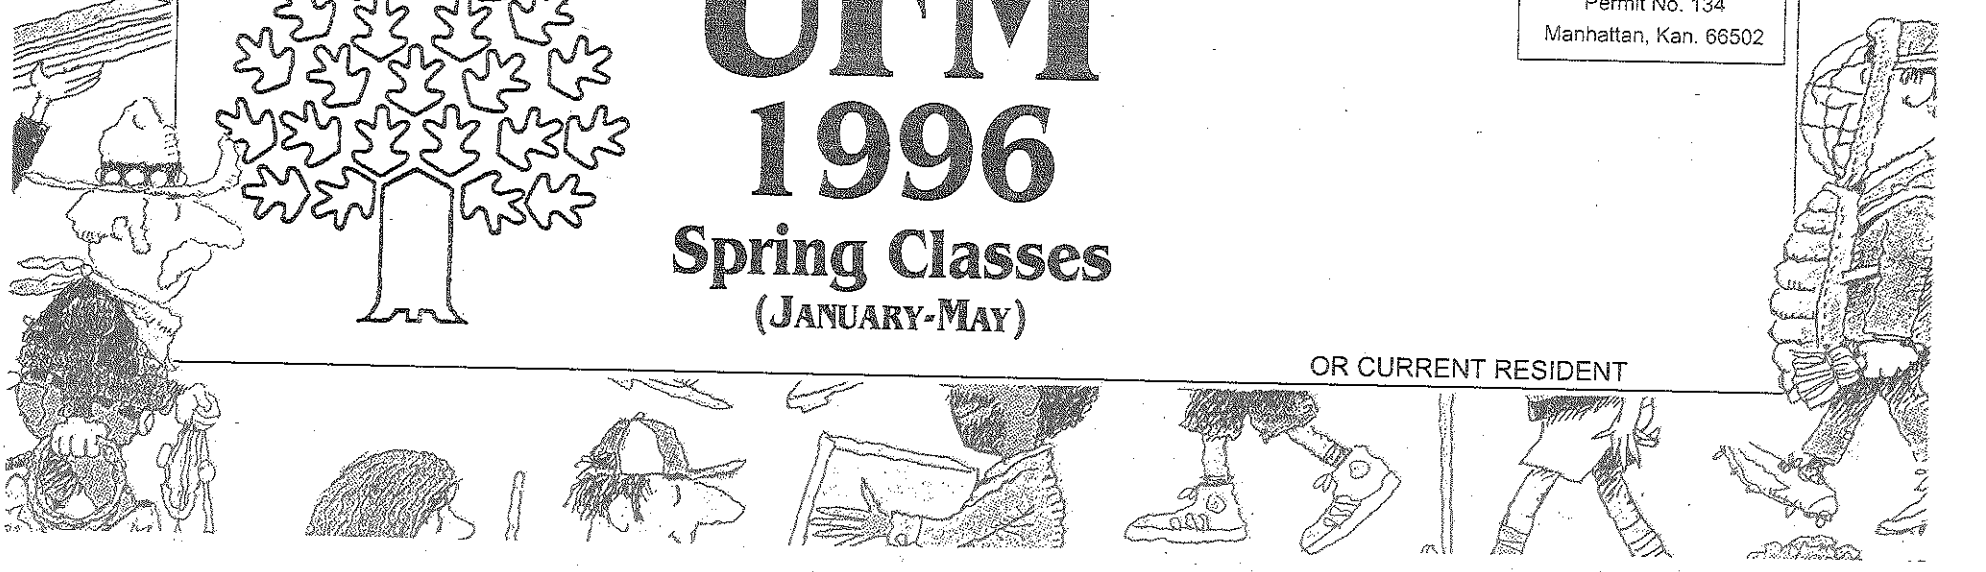 UFM
1996
Spring Classes
(JANUARY-MAY)
Permit No. 134
Manhattan, Kan. 66502
OR CURRENT RESIDENT